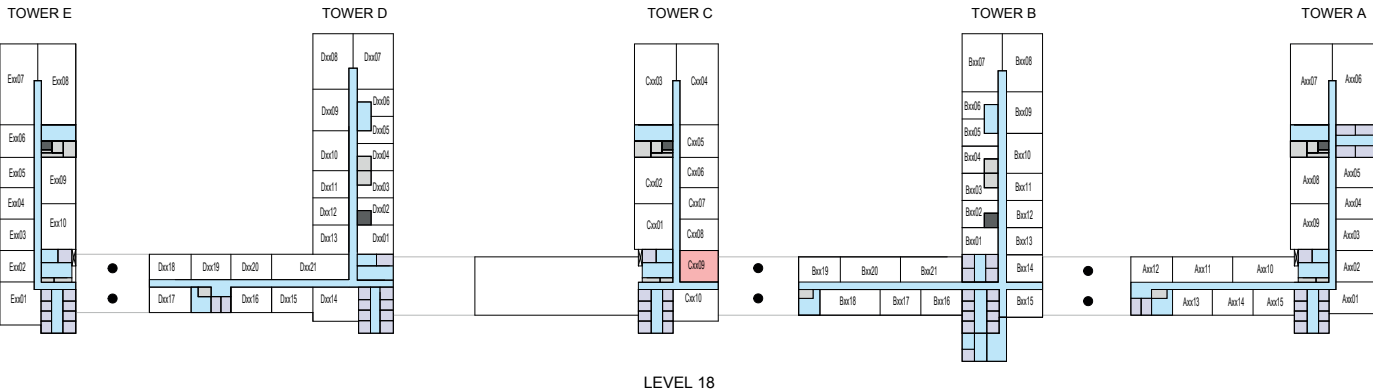 TOWER E
TOWER D
TOWER C
TOWER B
TOWER A
Exx07
Exx08
Exx06
Exx05
Exx09
Exx04
Exx10
Exx03
Exx02
Exx01
Dxx08
Dxx07
Dxx06
Dxx09
Dxx05
Dxx10
Dxx04
Dxx11
Dxx03
Dxx12
Dxx02
Dxx13
Dxx01
Dxx18
Dxx19
Dxx20
Dxx21
Dxx17
Dxx16
Dxx15
Dxx14
Cxx03
Cxx04
Cxx05
Cxx06
Cxx02
Cxx07
Cxx01
Cxx08
Cxx09
Cxx10
Bxx07
Bxx08
Bxx06
Bxx09
Bxx05
Bxx04
Bxx10
Bxx03
Bxx11
Bxx02
Bxx12
Bxx01
Bxx13
Bxx19
Bxx20
Bxx21
Bxx14
Bxx18
Bxx17
Bxx16
Bxx15
Axx07
Axx06
Axx08
Axx05
Axx04
Axx09
Axx03
Axx12
Axx11
Axx10
Axx02
Axx13
Axx14
Axx15
Axx01
LEVEL 18